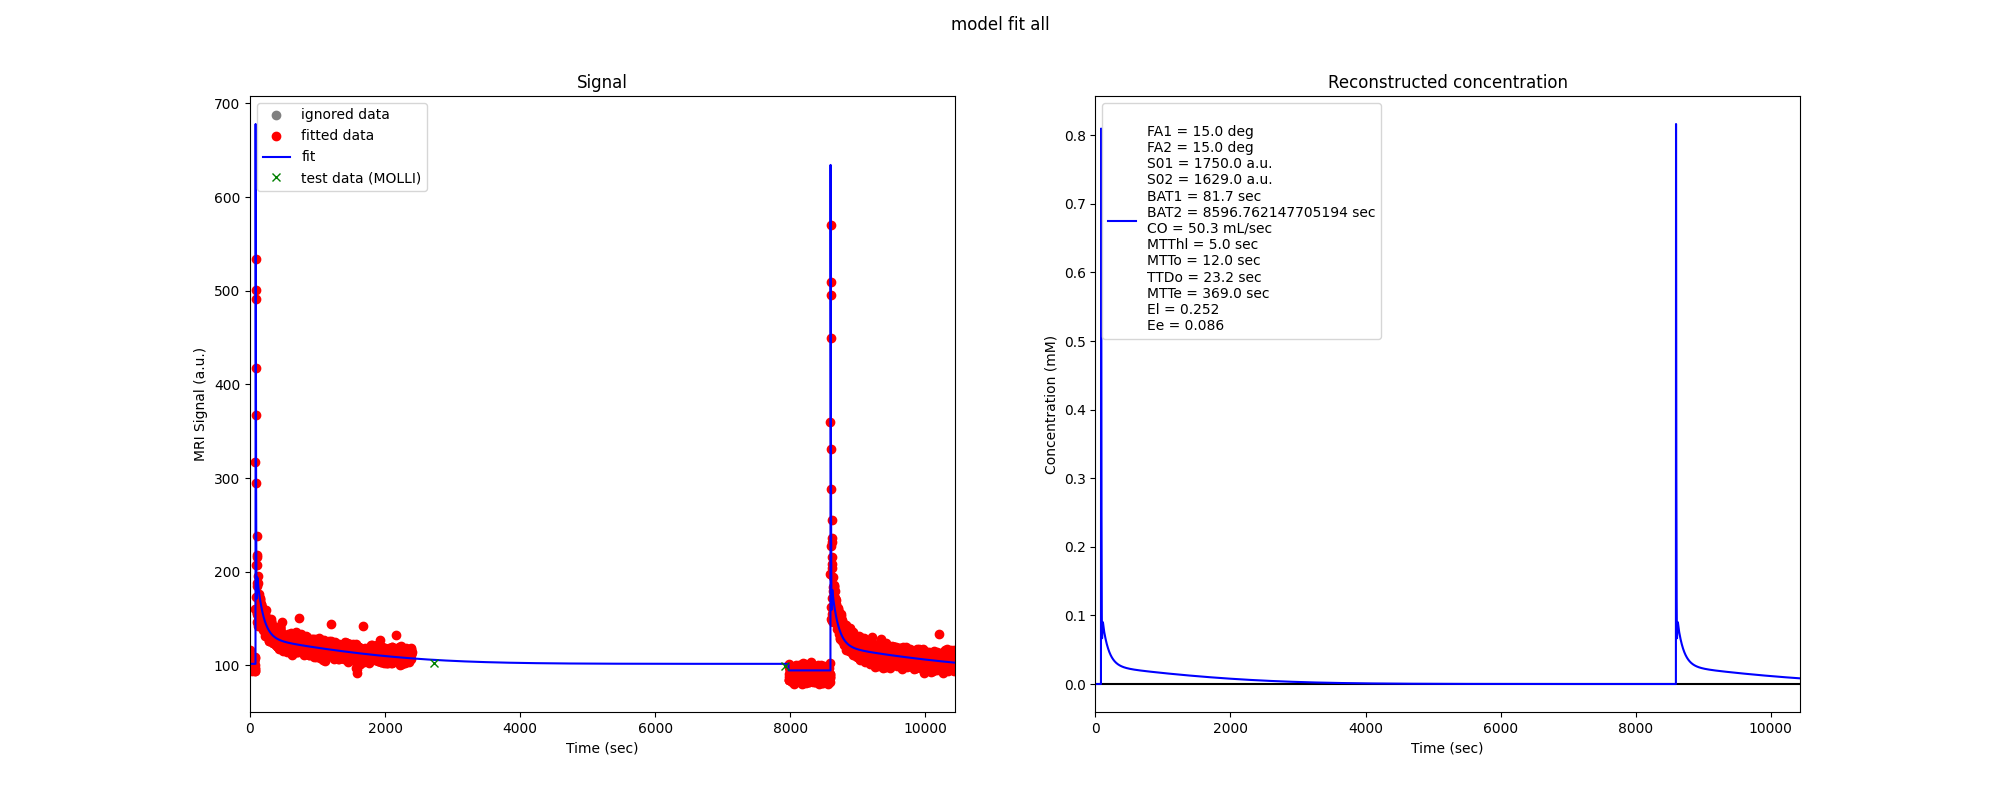 model fit all
Signal
700
600
500
400
300
200
100
MRI Signal (a.u.)
ignored data
fitted data
fit
test data (MOLLI)
0
2000
4000
6000
8000
10000
Time (sec)
Reconstructed concentration
0.8
0.7
0.6
0.5
0.4
0.3
0.2
0.1
0.0
Concentration (mM)
FA1 = 15.0 deg
FA2 = 15.0 deg
S01 = 1750.0 a.u.
S02 = 1629.0 a.u.
BAT1 = 81.7 sec
BAT2 = 8596.762147705194 sec
CO = 50.3 mL/sec
MTThl = 5.0 sec
MTTo = 12.0 sec
TTDo = 23.2 sec
MTTe = 369.0 sec
El = 0.252
Ee = 0.086
0
2000
4000
6000
8000
10000
Time (sec)